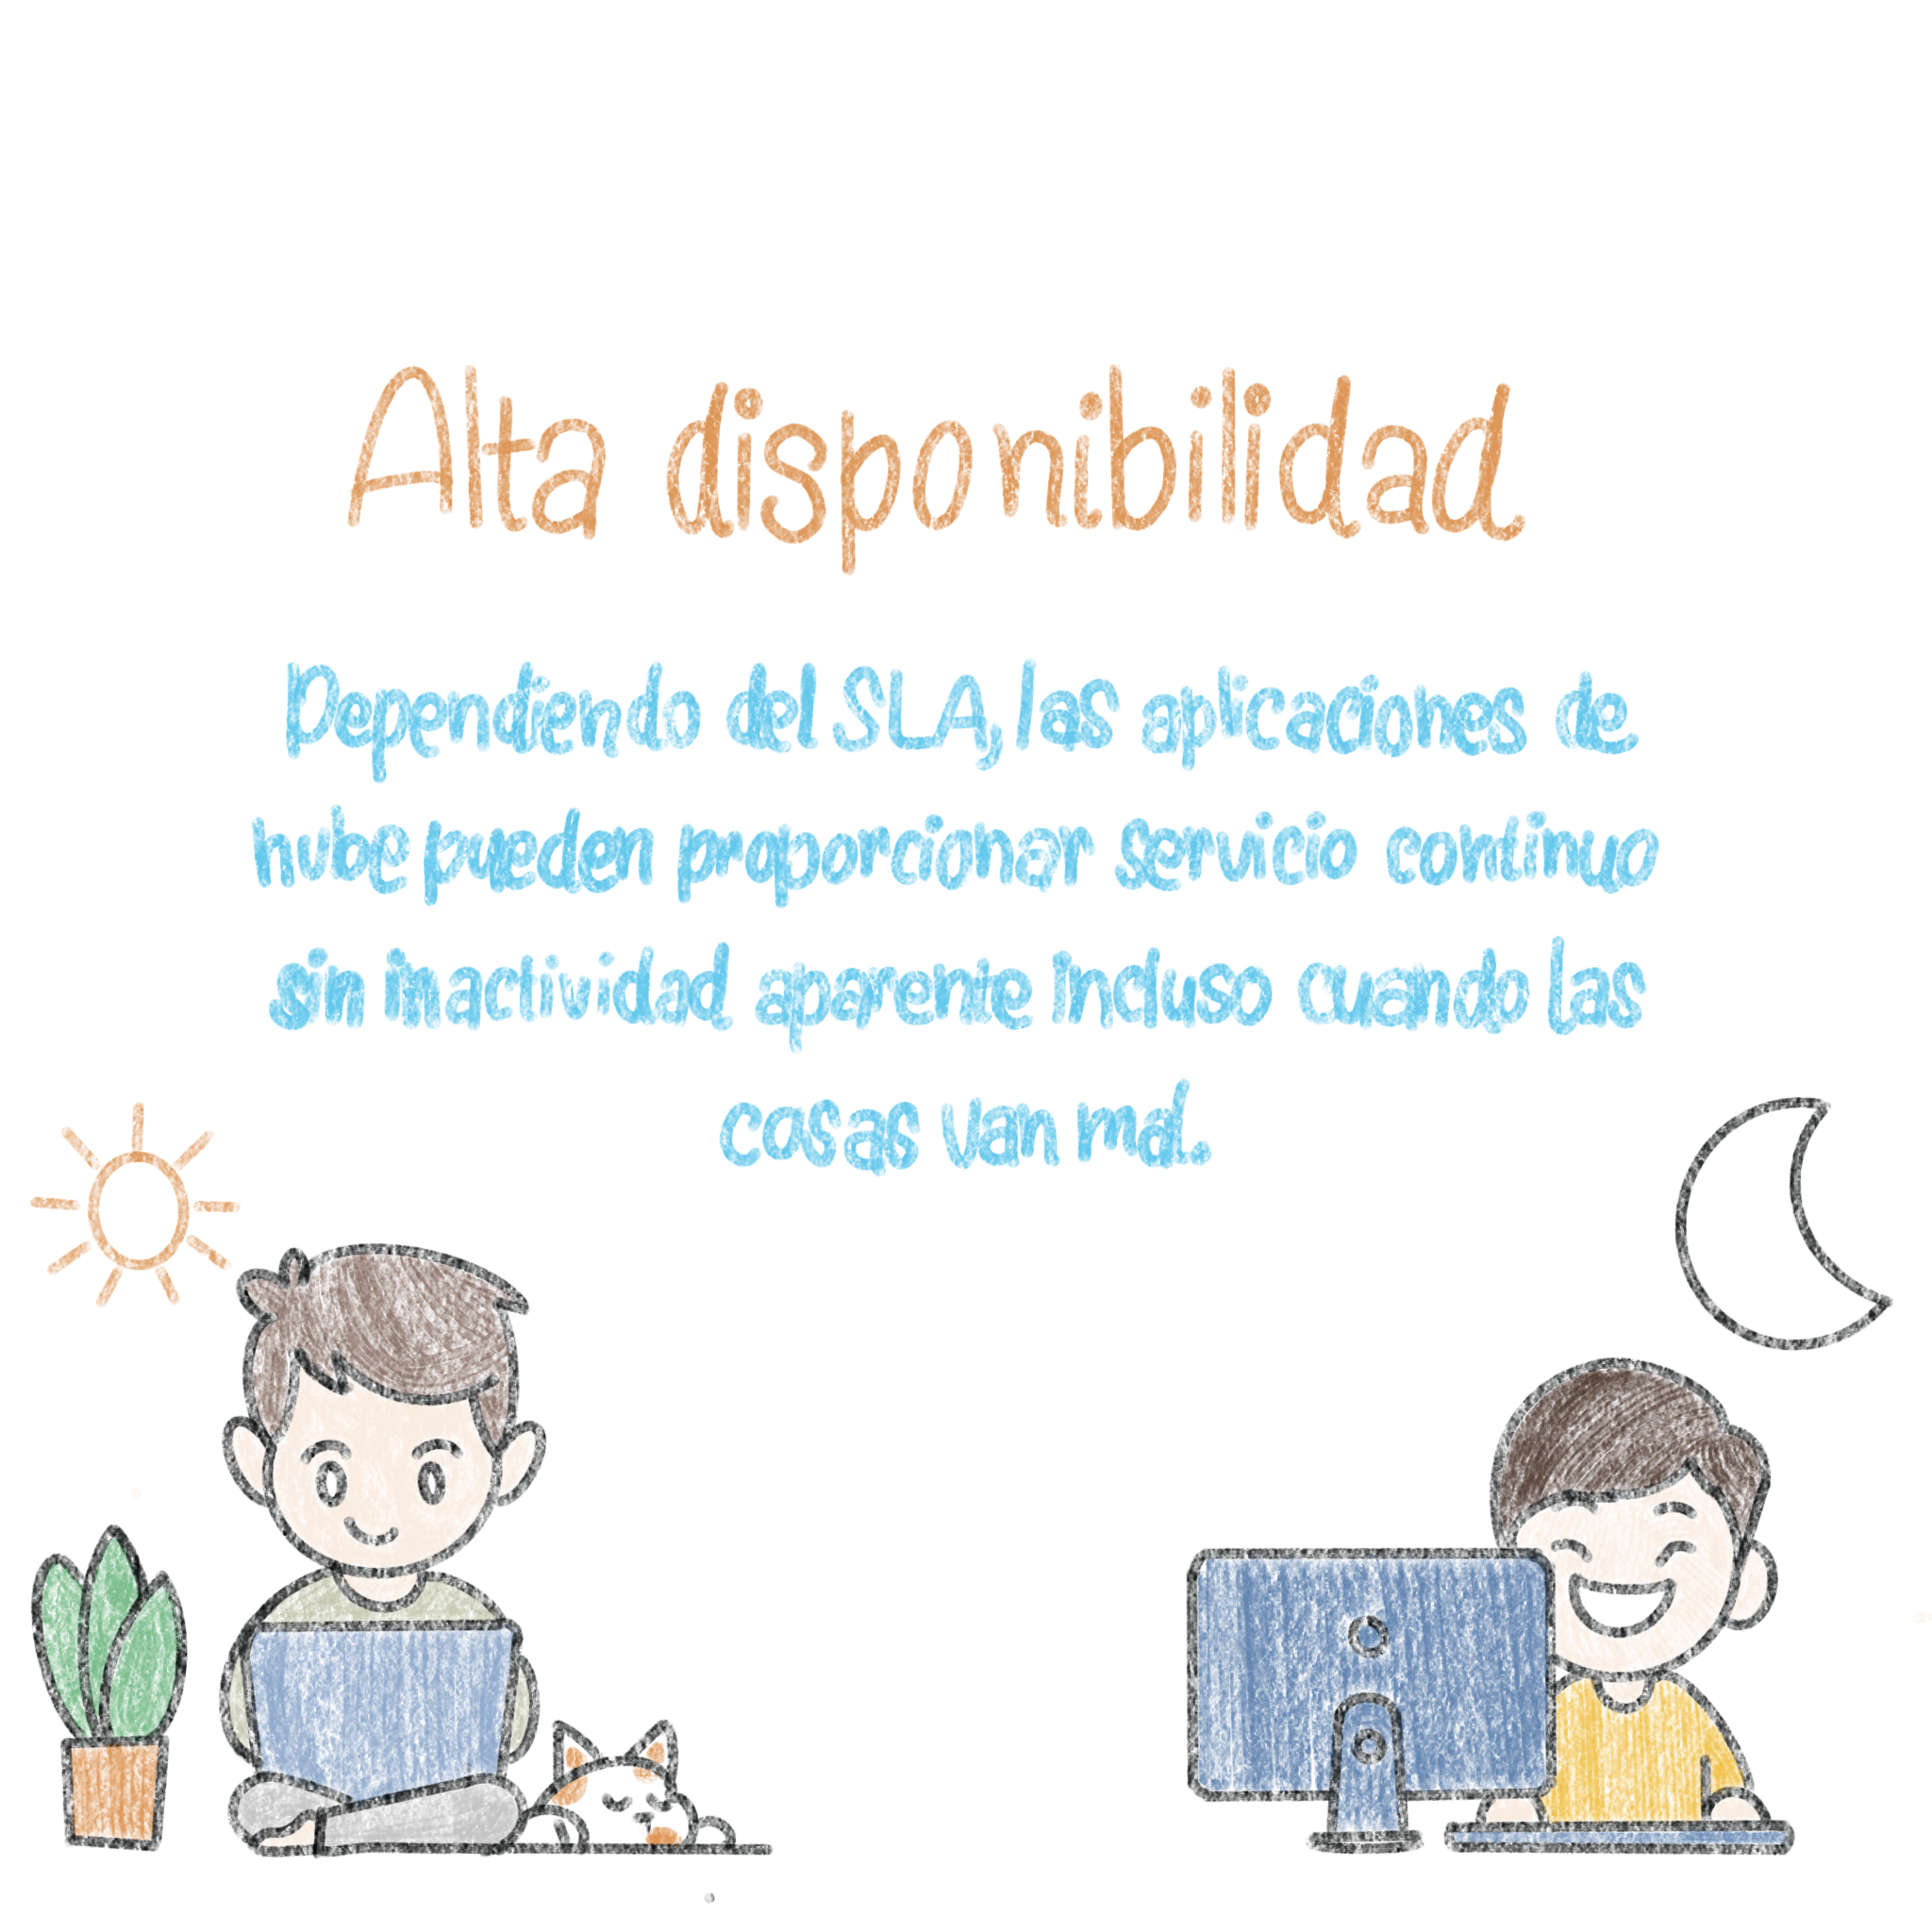 Alta disponibilidad
Dependiendo del SLA, las aplicaciones de
nube pueden proporcionar servicio continuo
sin inactividad aparente incluso cuando las
cosas van mal.